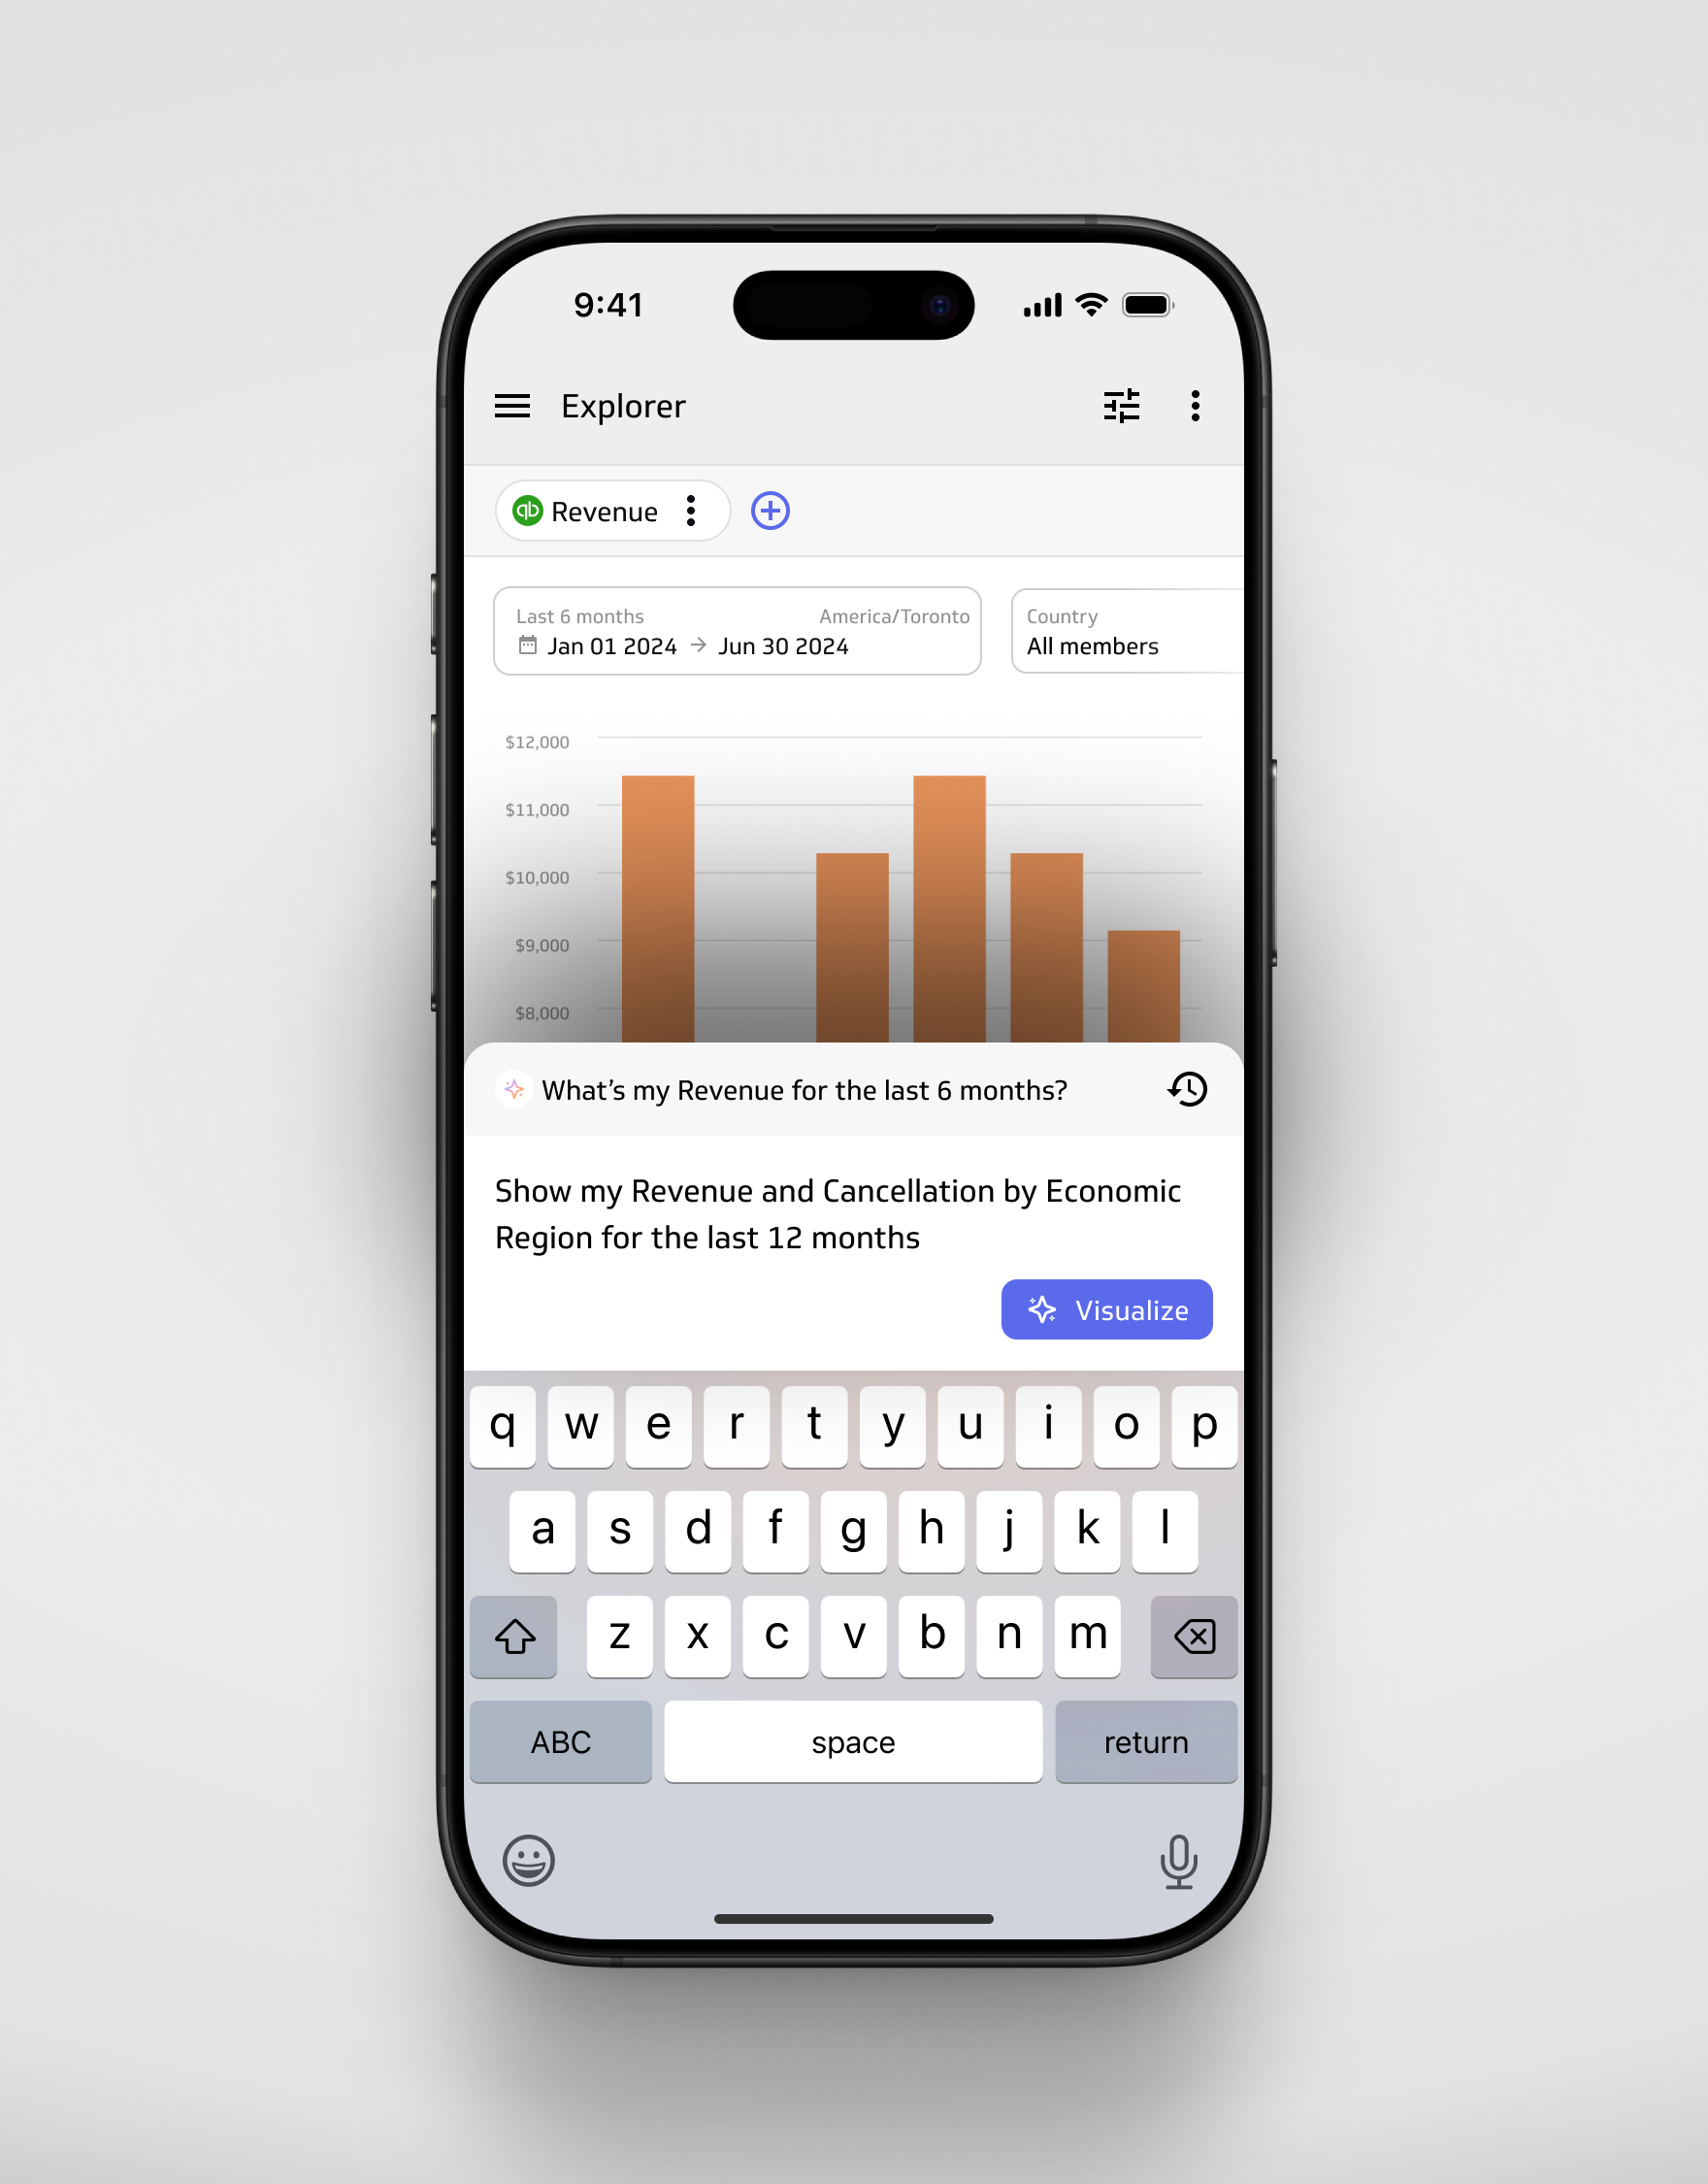 9:41
Explorer
qb Revenue
Last 6 months America/Toronto
Jan 01 2024 → Jun 30 2024
Country
All members
$12,000
$11,000
$10,000
$9,000
$8,000
What’s my Revenue for the last 6 months?
Show my Revenue and Cancellation by Economic
Region for the last 12 months
Visualize
q w e r t y u i o p
a s d f g h j k l
z x c v b n m
ABC space return